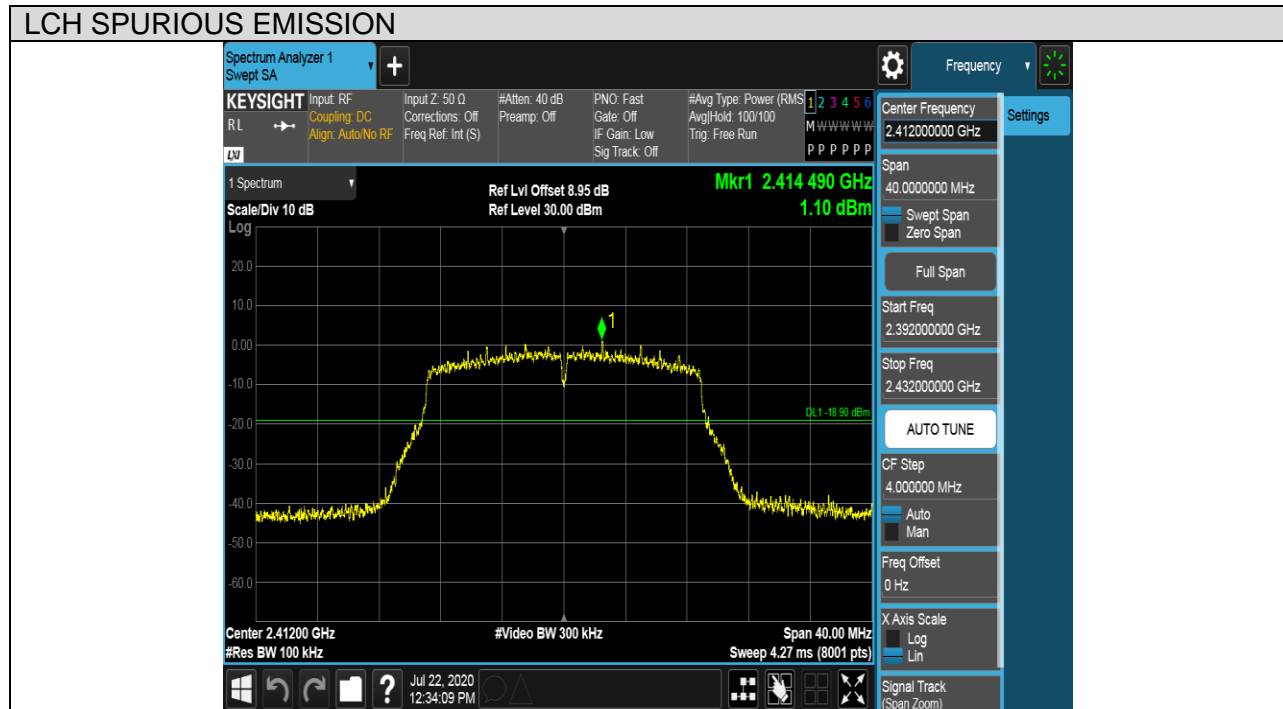 LCH SPURIOUS EMISSION
Spectrum Analyzer 1
Swept SA
+
Frequency
KEYSIGHT
RL
LXI
Input: RF
Coupling: DC
Align: Auto/No RF
Input Z: 50 Ω
Corrections: Off
Freq Ref: Int (S)
#Atten: 40 dB
Preamp: Off
PNO: Fast
Gate: Off
IF Gain: Low
Sig Track: Off
#Avg Type: Power (RMS
Avg|Hold: 100/100
Trig: Free Run
1 2 3 4 5 6
M W W W W W
P P P P P P
1 Spectrum
Scale/Div 10 dB
Log
Ref Lvl Offset 8.95 dB
Ref Level 30.00 dBm
Mkr1 2.414 490 GHz
1.10 dBm
20.0
10.0
0.00
-10.0
-20.0
-30.0
-40.0
-50.0
-60.0
1
DL1 -18.90 dBm
Center 2.41200 GHz
#Res BW 100 kHz
#Video BW 300 kHz
Span 40.00 MHz
Sweep 4.27 ms (8001 pts)
?
Jul 22, 2020
12:34:09 PM
Center Frequency
2.412000000 GHz
Span
40.0000000 MHz
Swept Span
Zero Span
Full Span
Start Freq
2.392000000 GHz
Stop Freq
2.432000000 GHz
AUTO TUNE
CF Step
4.000000 MHz
Auto
Man
Freq Offset
0 Hz
X Axis Scale
Log
Lin
Signal Track
(Span Zoom)
Settings